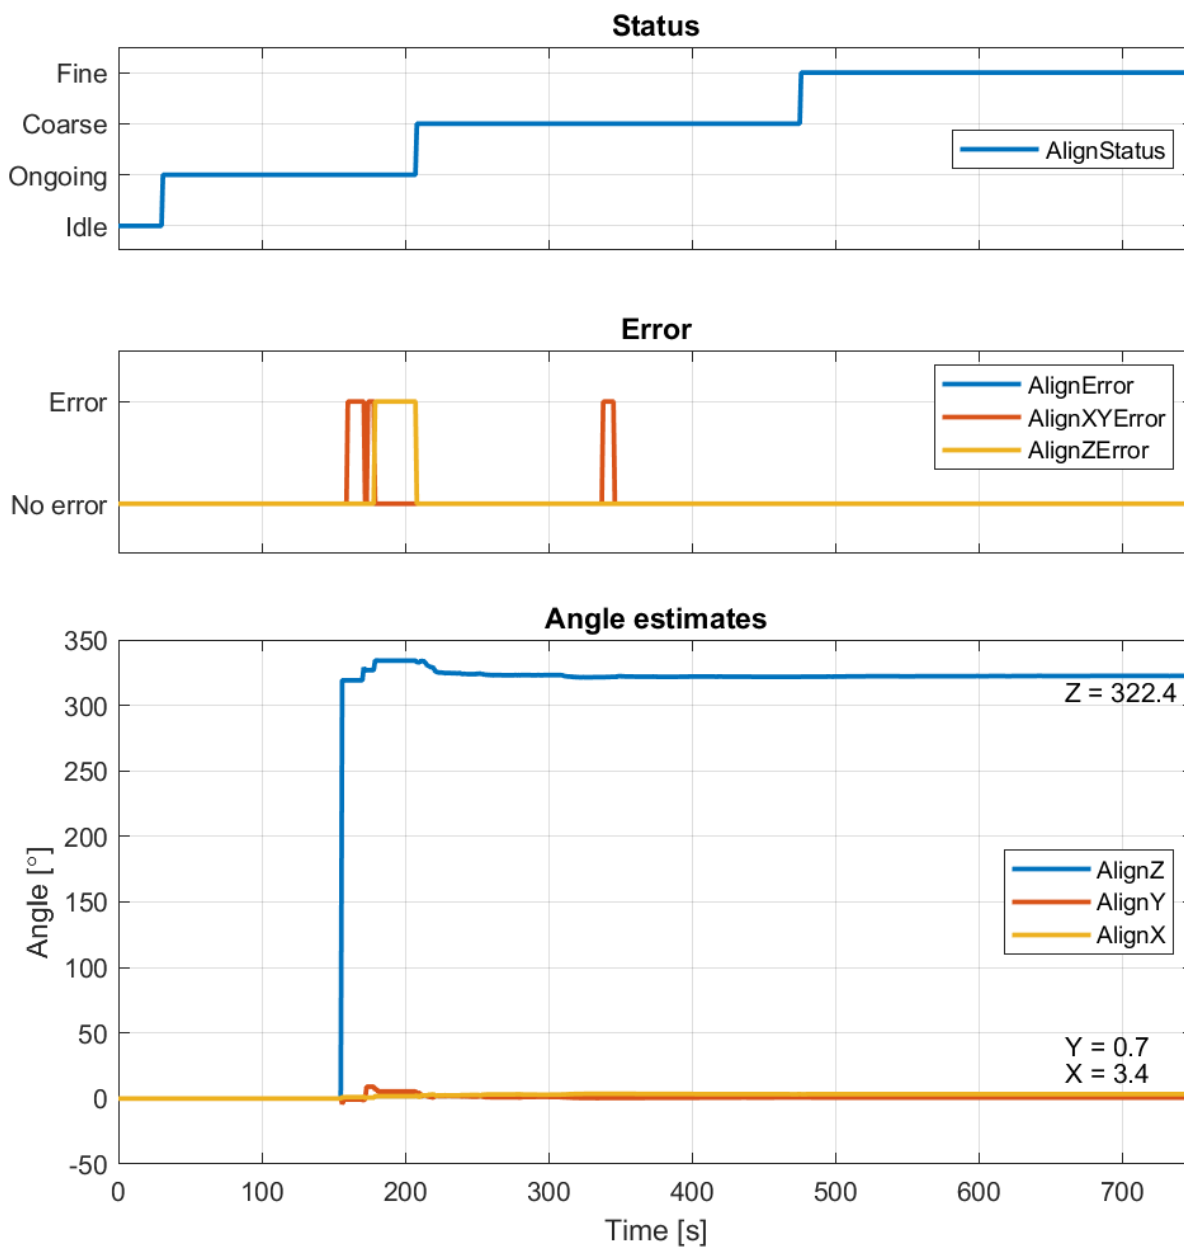 Status
Fine
Coarse
Ongoing
Idle
AlignStatus
Error
Error
No error
AlignError
AlignXYError
AlignZError
Angle estimates
Angle [°]
350
300
250
200
150
100
50
0
-50
Z = 322.4
AlignZ
AlignY
AlignX
Y = 0.7
X = 3.4
0 100 200 300 400 500 600 700
Time [s]